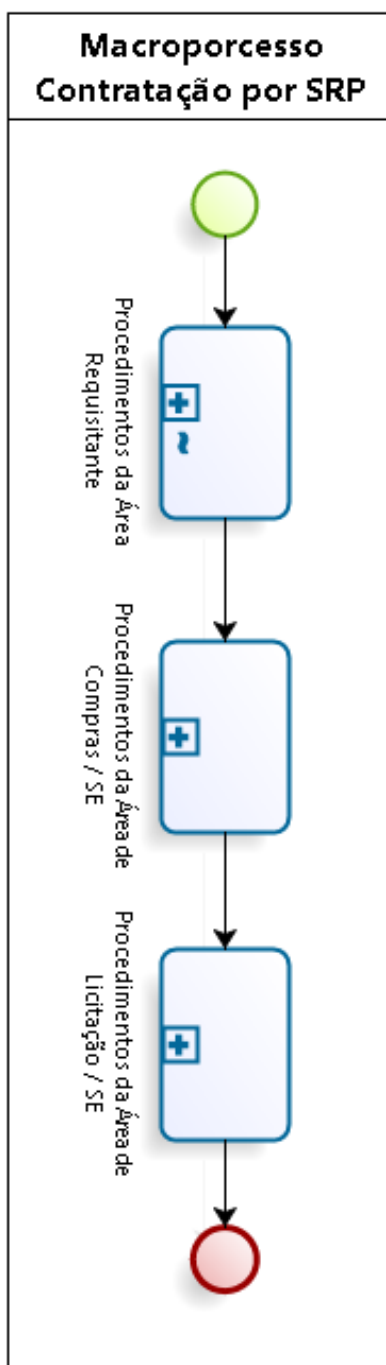 Macroporcesso
Contratação por SRP
Procedimentos da Área
Requisitante
Procedimentos da Área de
Compras / SE
Procedimentos da Área de
Licitação / SE